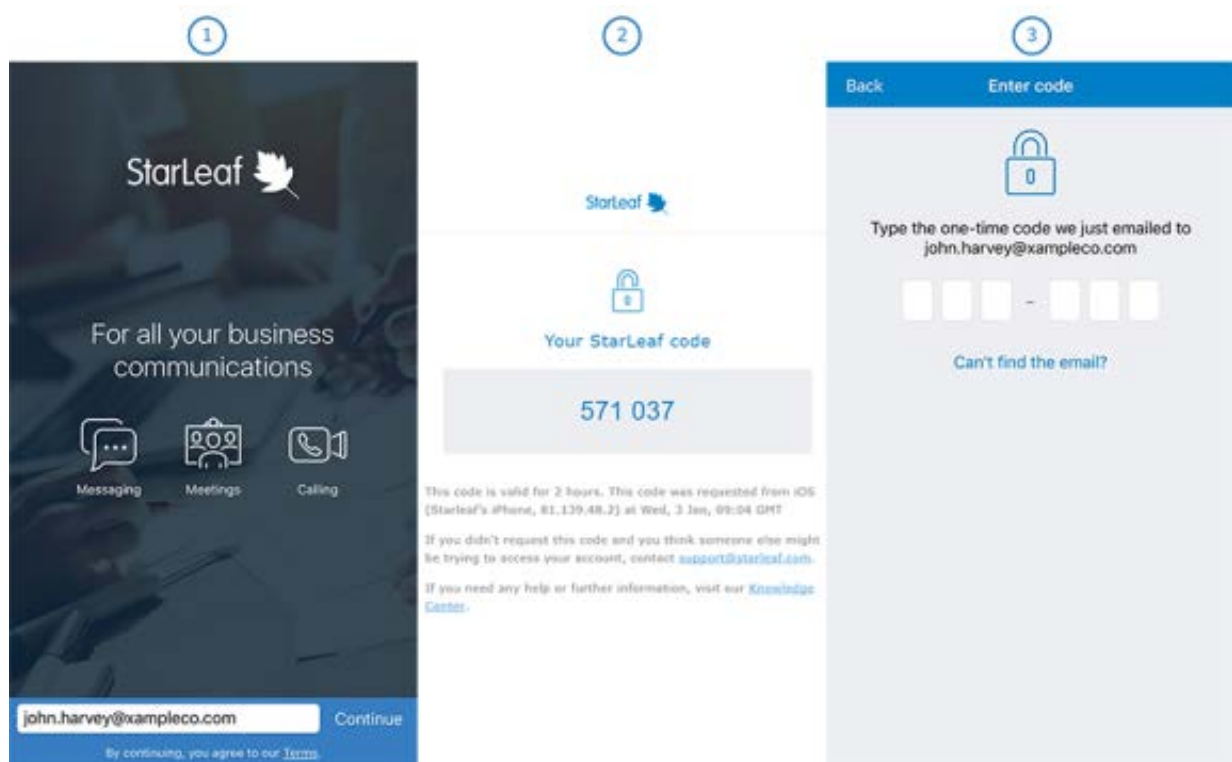 1
StarLeaf
For all your business
communications
Messaging Meetings Calling
john.harvey@xampleco.com Continue
By continuing, you agree to our Terms.
2
StarLeaf
Your StarLeaf code
571 037
This code is valid for 2 hours. This code was requested from iOS
(Starleaf's iPhone, 81.139.48.2) at Wed, 3 Jan, 09:04 GMT
If you didn't request this code and you think someone else might
be trying to access your account, contact support@starleaf.com.
If you need any help or further information, visit our Knowledge
Center.
3
Back Enter code
Type the one-time code we just emailed to
john.harvey@xampleco.com
-
Can't find the email?